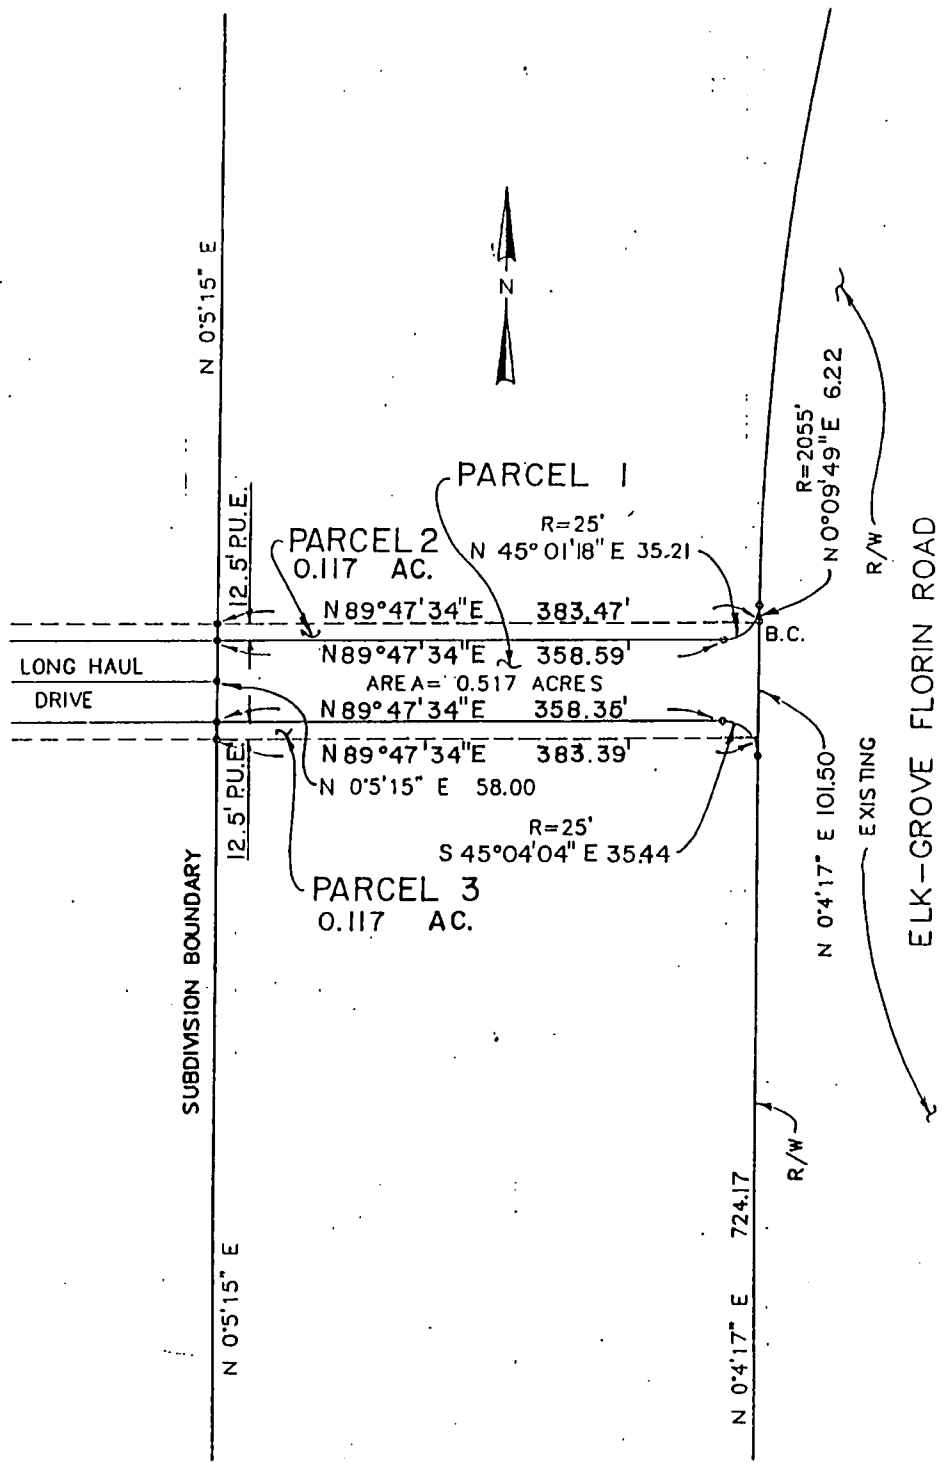 N 0°5'15" E
N
R=2055'
N 0°09'49"E 6.22
R/W
PARCEL 1
R=25'
N 45° 01'18" E 35.21
12.5' P.U.E.
PARCEL 2
0.117 AC.
N 89°47'34"E 383.47'
B.C.
LONG HAUL
DRIVE
N 89°47'34"E 358.59'
AREA= 0.517 ACRES
N 89°47'34"E 358.36'
N 89°47'34"E 383.39'
12.5' P.U.E.
N 0°5'15" E 58.00
R=25'
S 45°04'04" E 35.44
PARCEL 3
0.117 AC.
N 0°4'17" E 101.50
EXISTING
ELK-GROVE FLORIN ROAD
SUBDIVISION BOUNDARY
R/W
N 0°5'15" E
N 0°4'17" E 724.17